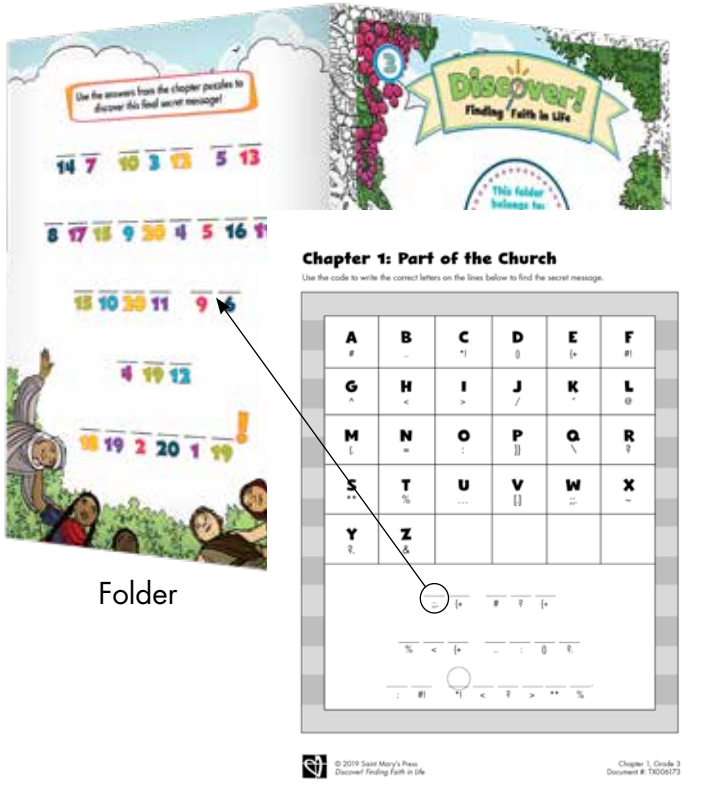 Use the answers from the chapter puzzles to
discover this final secret message!
14 7 10 3 12 5 13
8 17 15 9 20 4 5 16
15 10 20 11 9 6
4 19 12
18 19 2 20 1 19 !
Folder
3
Discover!
Finding Faith in Life
This folder
belongs to:
Chapter 1: Part of the Church
Use the code to write the correct letters on the lines below to find the secret message.
A B C D E F
# .. *! () {+ #!
G H I J K L
^ < > / " @
M N O P Q R
{. = : }} \ ?
S T U V W X
** % ... [.] ;;. ~
Y Z
?. &
;;. {+ # ? {+
% < {+ .. : () ?.
: #! *! < ? > ** % .
© 2019 Saint Mary's Press
Discover! Finding Faith in Life
Chapter 1, Grade 3
Document #: TX006173